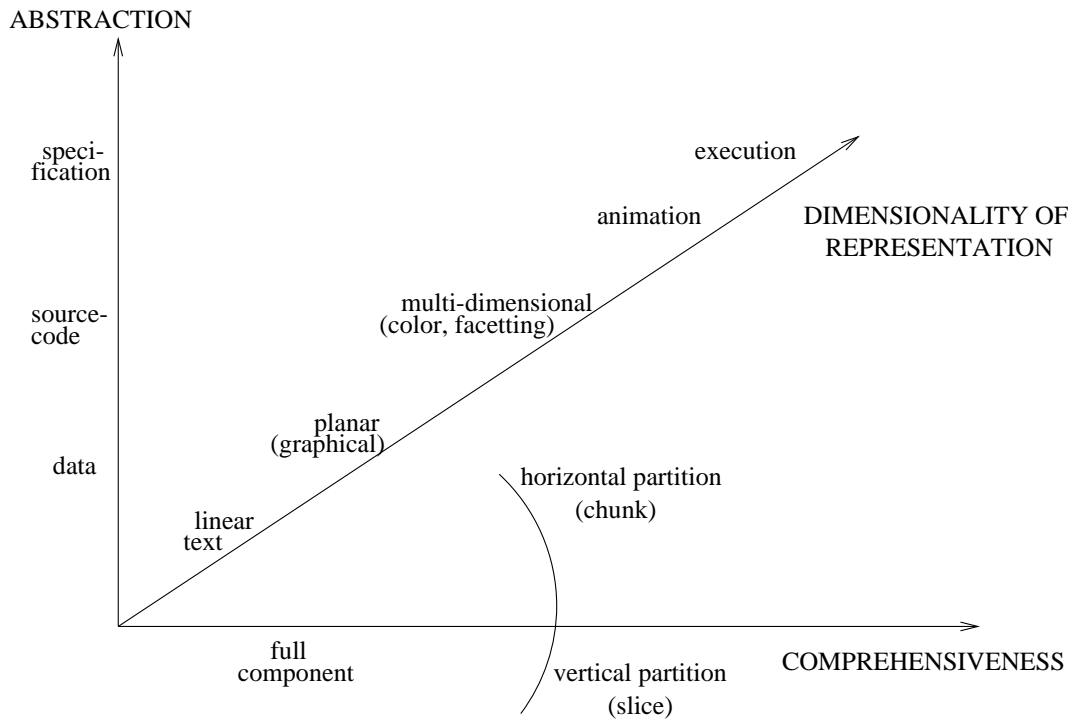 ABSTRACTION
speci-
fication
execution
animation
DIMENSIONALITY OF
REPRESENTATION
multi-dimensional
(color, facetting)
source-
code
planar
(graphical)
data
horizontal partition
(chunk)
linear
text
full
component
COMPREHENSIVENESS
vertical partition
(slice)